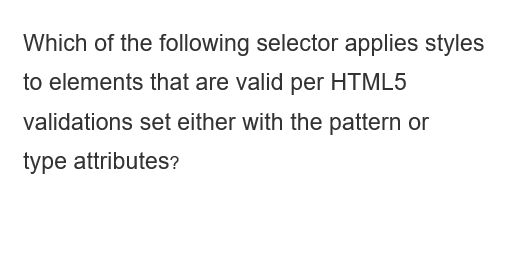 Which of the following selector applies styles
to elements that are valid per HTML5
validations set either with the pattern or
type attributes?